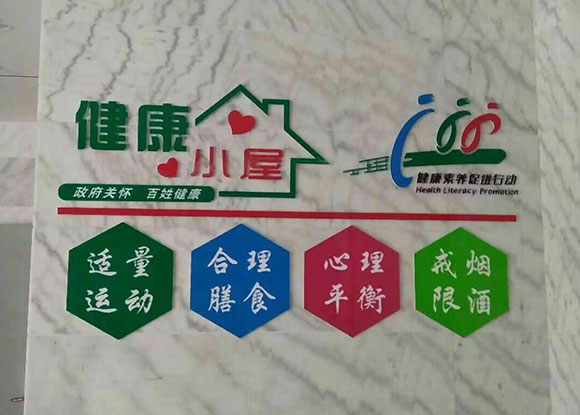 健康
小屋
政府关怀 百姓健康
健康素养促进行动
Health Literacy Promotion
适量
运动
合理
膳食
心理
平衡
戒烟
限酒